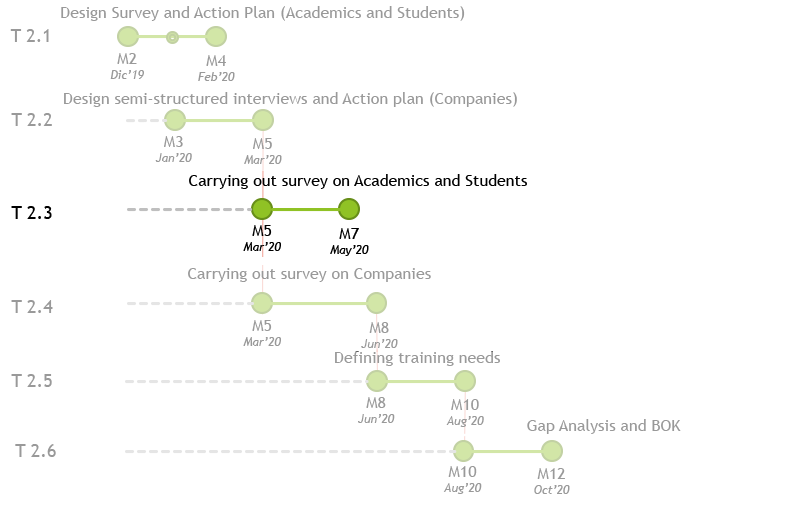 Design Survey and Action Plan (Academics and Students)
T 2.1
M2 M4
Dic'19 Feb'20
Design semi-structured interviews and Action plan (Companies)
T 2.2
M3 M5
Jan'20 Mar'20
Carrying out survey on Academics and Students
T 2.3
M5 M7
Mar'20 May'20
Carrying out survey on Companies
T 2.4
M5 M8
Mar'20 Jun'20
Defining training needs
T 2.5
M8 M10
Jun'20 Aug'20
Gap Analysis and BOK
T 2.6
M10 M12
Aug'20 Oct'20